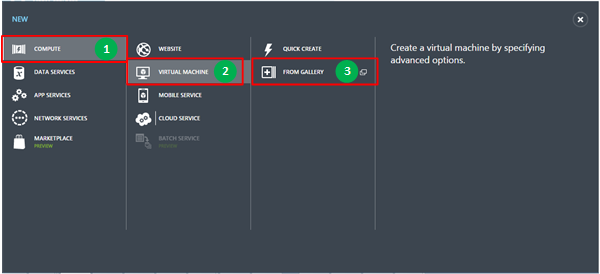 NEW
COMPUTE
1
DATA SERVICES
APP SERVICES
NETWORK SERVICES
MARKETPLACE
PREVIEW
WEBSITE
VIRTUAL MACHINE
2
MOBILE SERVICE
CLOUD SERVICE
BATCH SERVICE
PREVIEW
QUICK CREATE
FROM GALLERY
3
Create a virtual machine by specifying
advanced options.